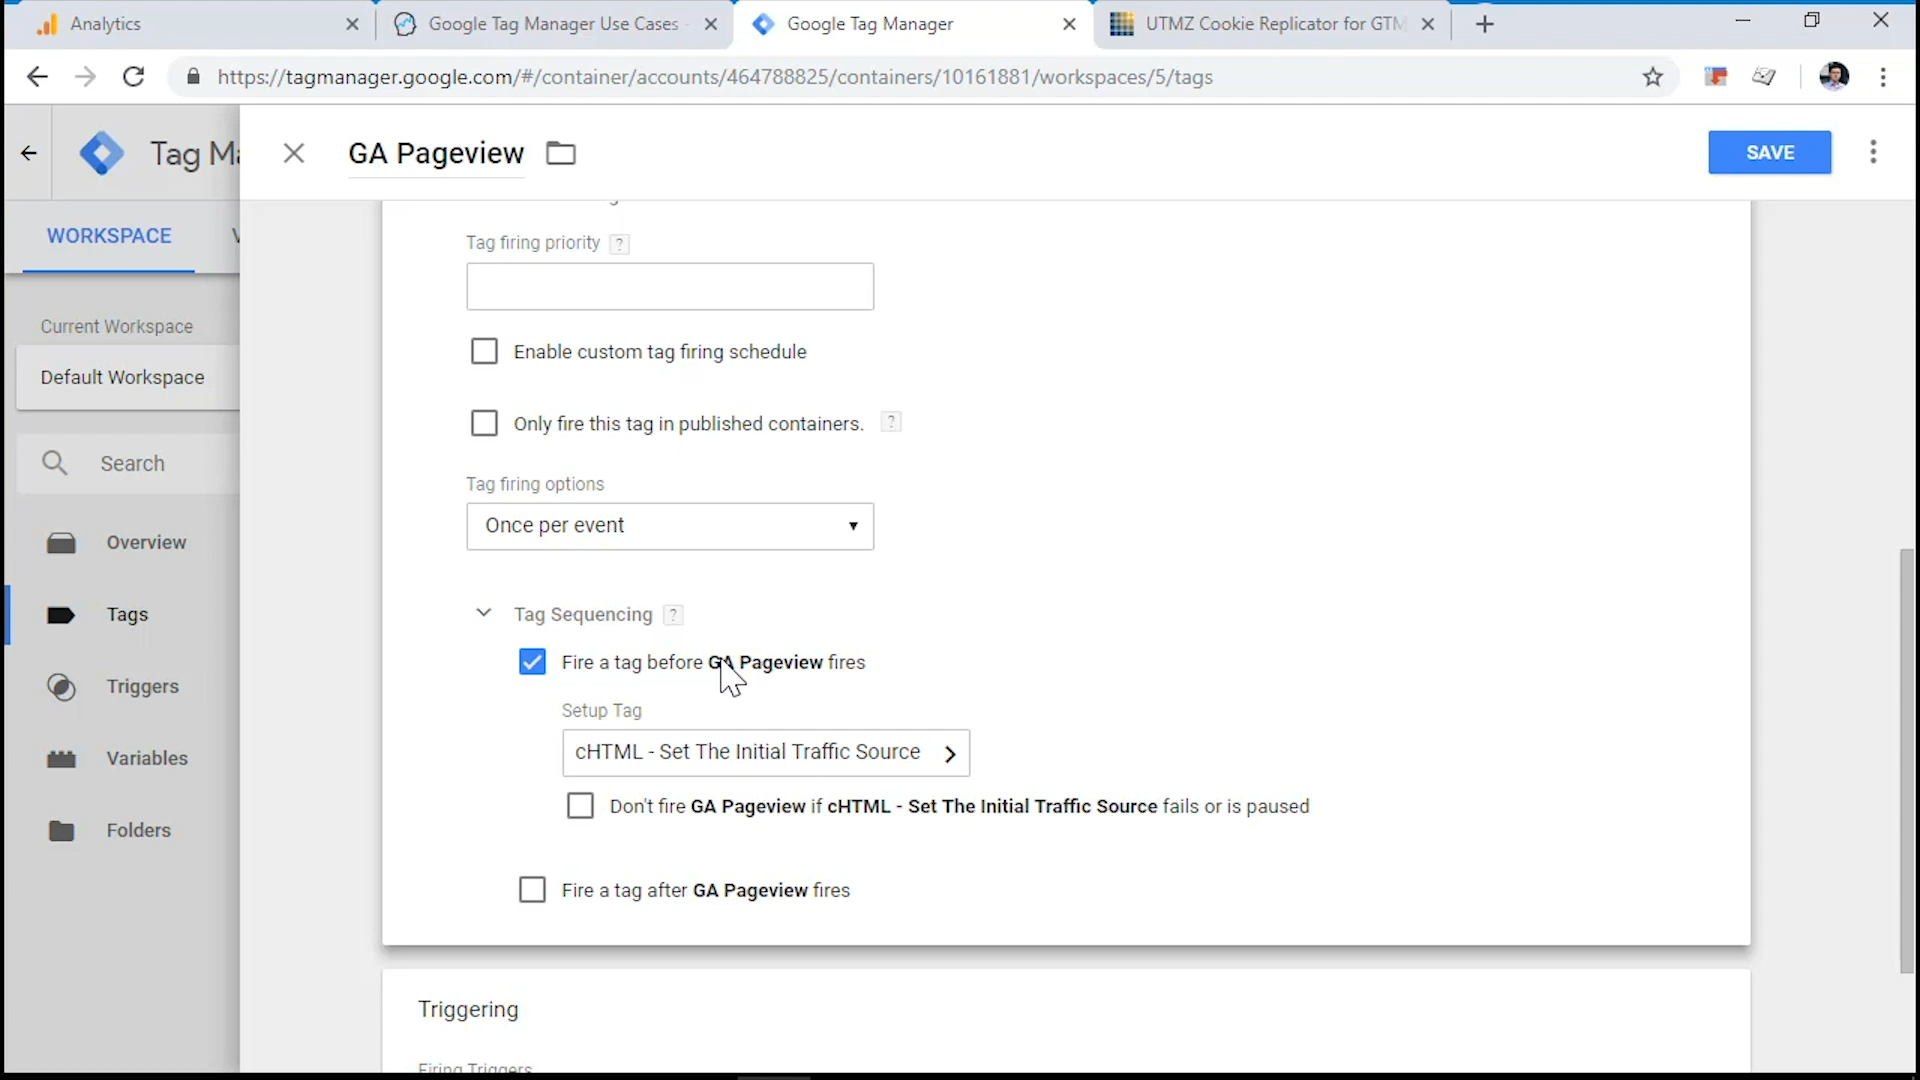 Analytics
Google Tag Manager Use Cases -
Google Tag Manager
UTMZ Cookie Replicator for GTM
https://tagmanager.google.com/#/container/accounts/464788825/containers/10161881/workspaces/5/tags
Tag Ma
GA Pageview
SAVE
WORKSPACE
V
Tag firing priority ?
Current Workspace
Default Workspace
Enable custom tag firing schedule
Only fire this tag in published containers. ?
Search
Tag firing options
Once per event
Overview
Tags
Triggers
Variables
Folders
Tag Sequencing ?
Fire a tag before GA Pageview fires
Setup Tag
cHTML - Set The Initial Traffic Source
Don't fire GA Pageview if cHTML - Set The Initial Traffic Source fails or is paused
Fire a tag after GA Pageview fires
Triggering
Firing Triggers